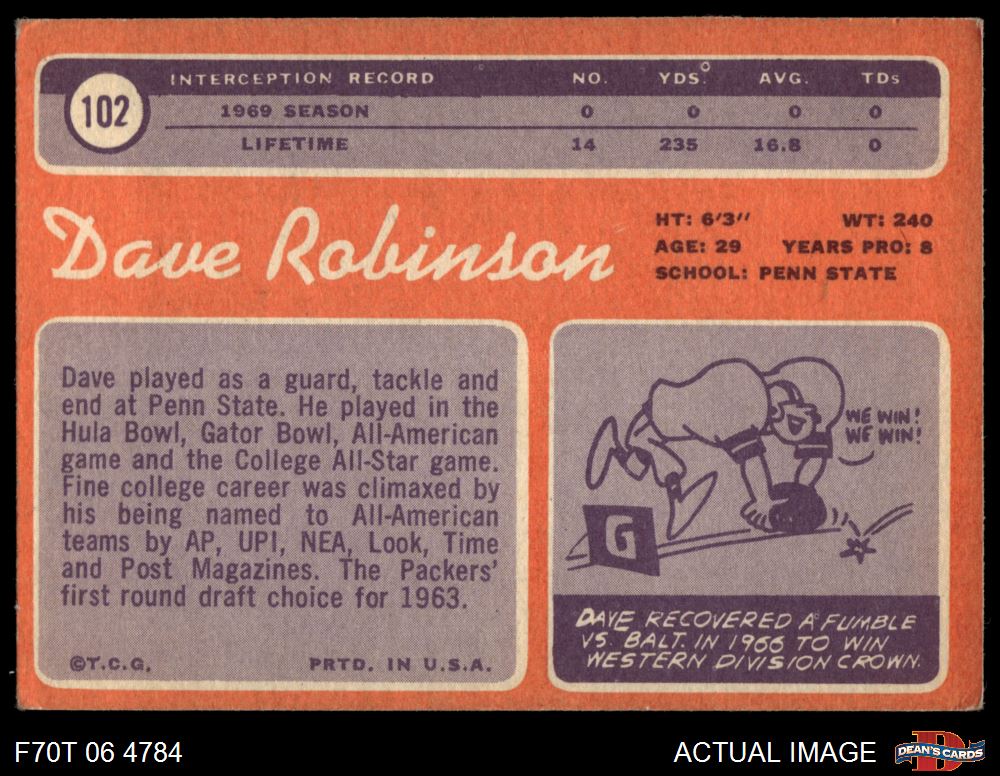 102
INTERCEPTION RECORD NO. YDS. AVG. TDs
1969 SEASON 0 0 0 0
LIFETIME 14 235 16.8 0
Dave Robinson
HT: 6'3" WT: 240
AGE: 29 YEARS PRO: 8
SCHOOL: PENN STATE
Dave played as a guard, tackle and
end at Penn State. He played in the
Hula Bowl, Gator Bowl, All-American
game and the College All-Star game.
Fine college career was climaxed by
his being named to All-American
teams by AP, UPI, NEA, Look, Time
and Post Magazines. The Packers'
first round draft choice for 1963.
©T.C.G. PRTD. IN U.S.A.
WE WIN!
WE WIN!
G
DAVE RECOVERED A FUMBLE
VS. BALT. IN 1966 TO WIN
WESTERN DIVISION CROWN.
F70T 06 4784
ACTUAL IMAGE
DEAN'S CARDS